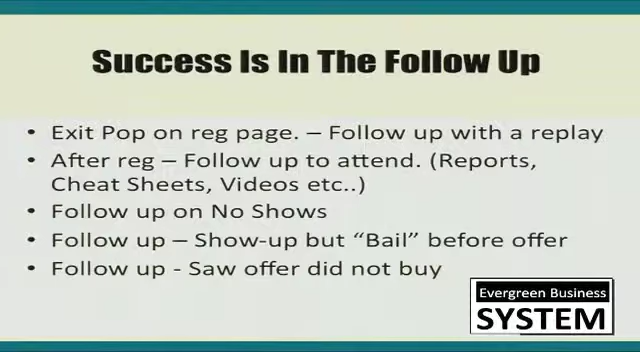 Success Is In The Follow Up
• Exit Pop on reg page. – Follow up with a replay
• After reg – Follow up to attend. (Reports,
Cheat Sheets, Videos etc..)
• Follow up on No Shows
• Follow up – Show-up but “Bail” before offer
• Follow up - Saw offer did not buy
Evergreen Business
SYSTEM